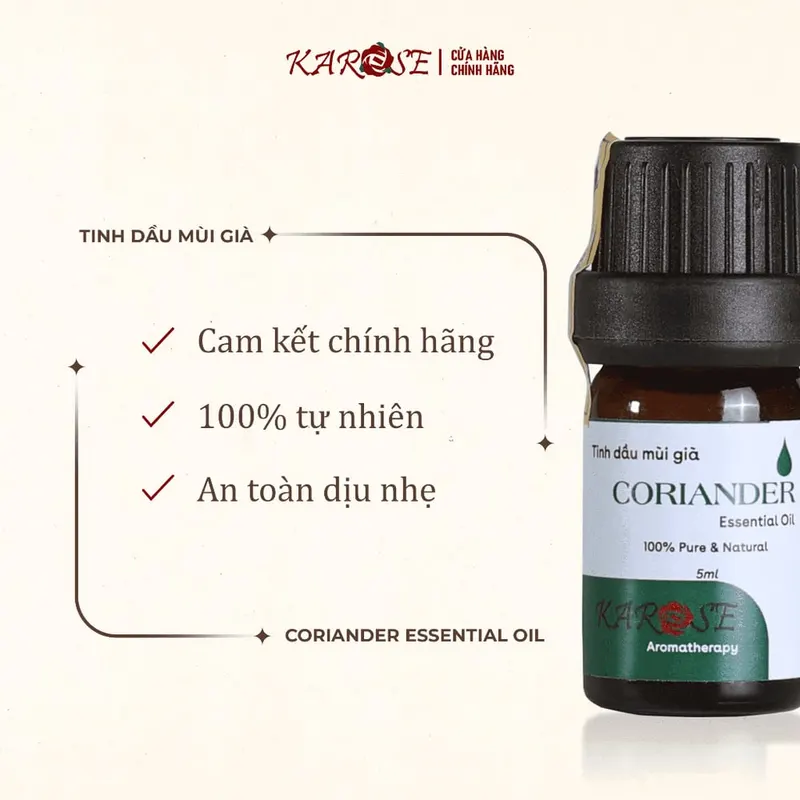 KAROSE
CỬA HÀNG
CHÍNH HÃNG
TINH DẦU MÙI GIÀ
Cam kết chính hãng
100% tự nhiên
An toàn dịu nhẹ
CORIANDER ESSENTIAL OIL
Tinh dầu mùi già
CORIANDER
Essential Oil
100% Pure & Natural
5ml
KAROSE
Aromatherapy